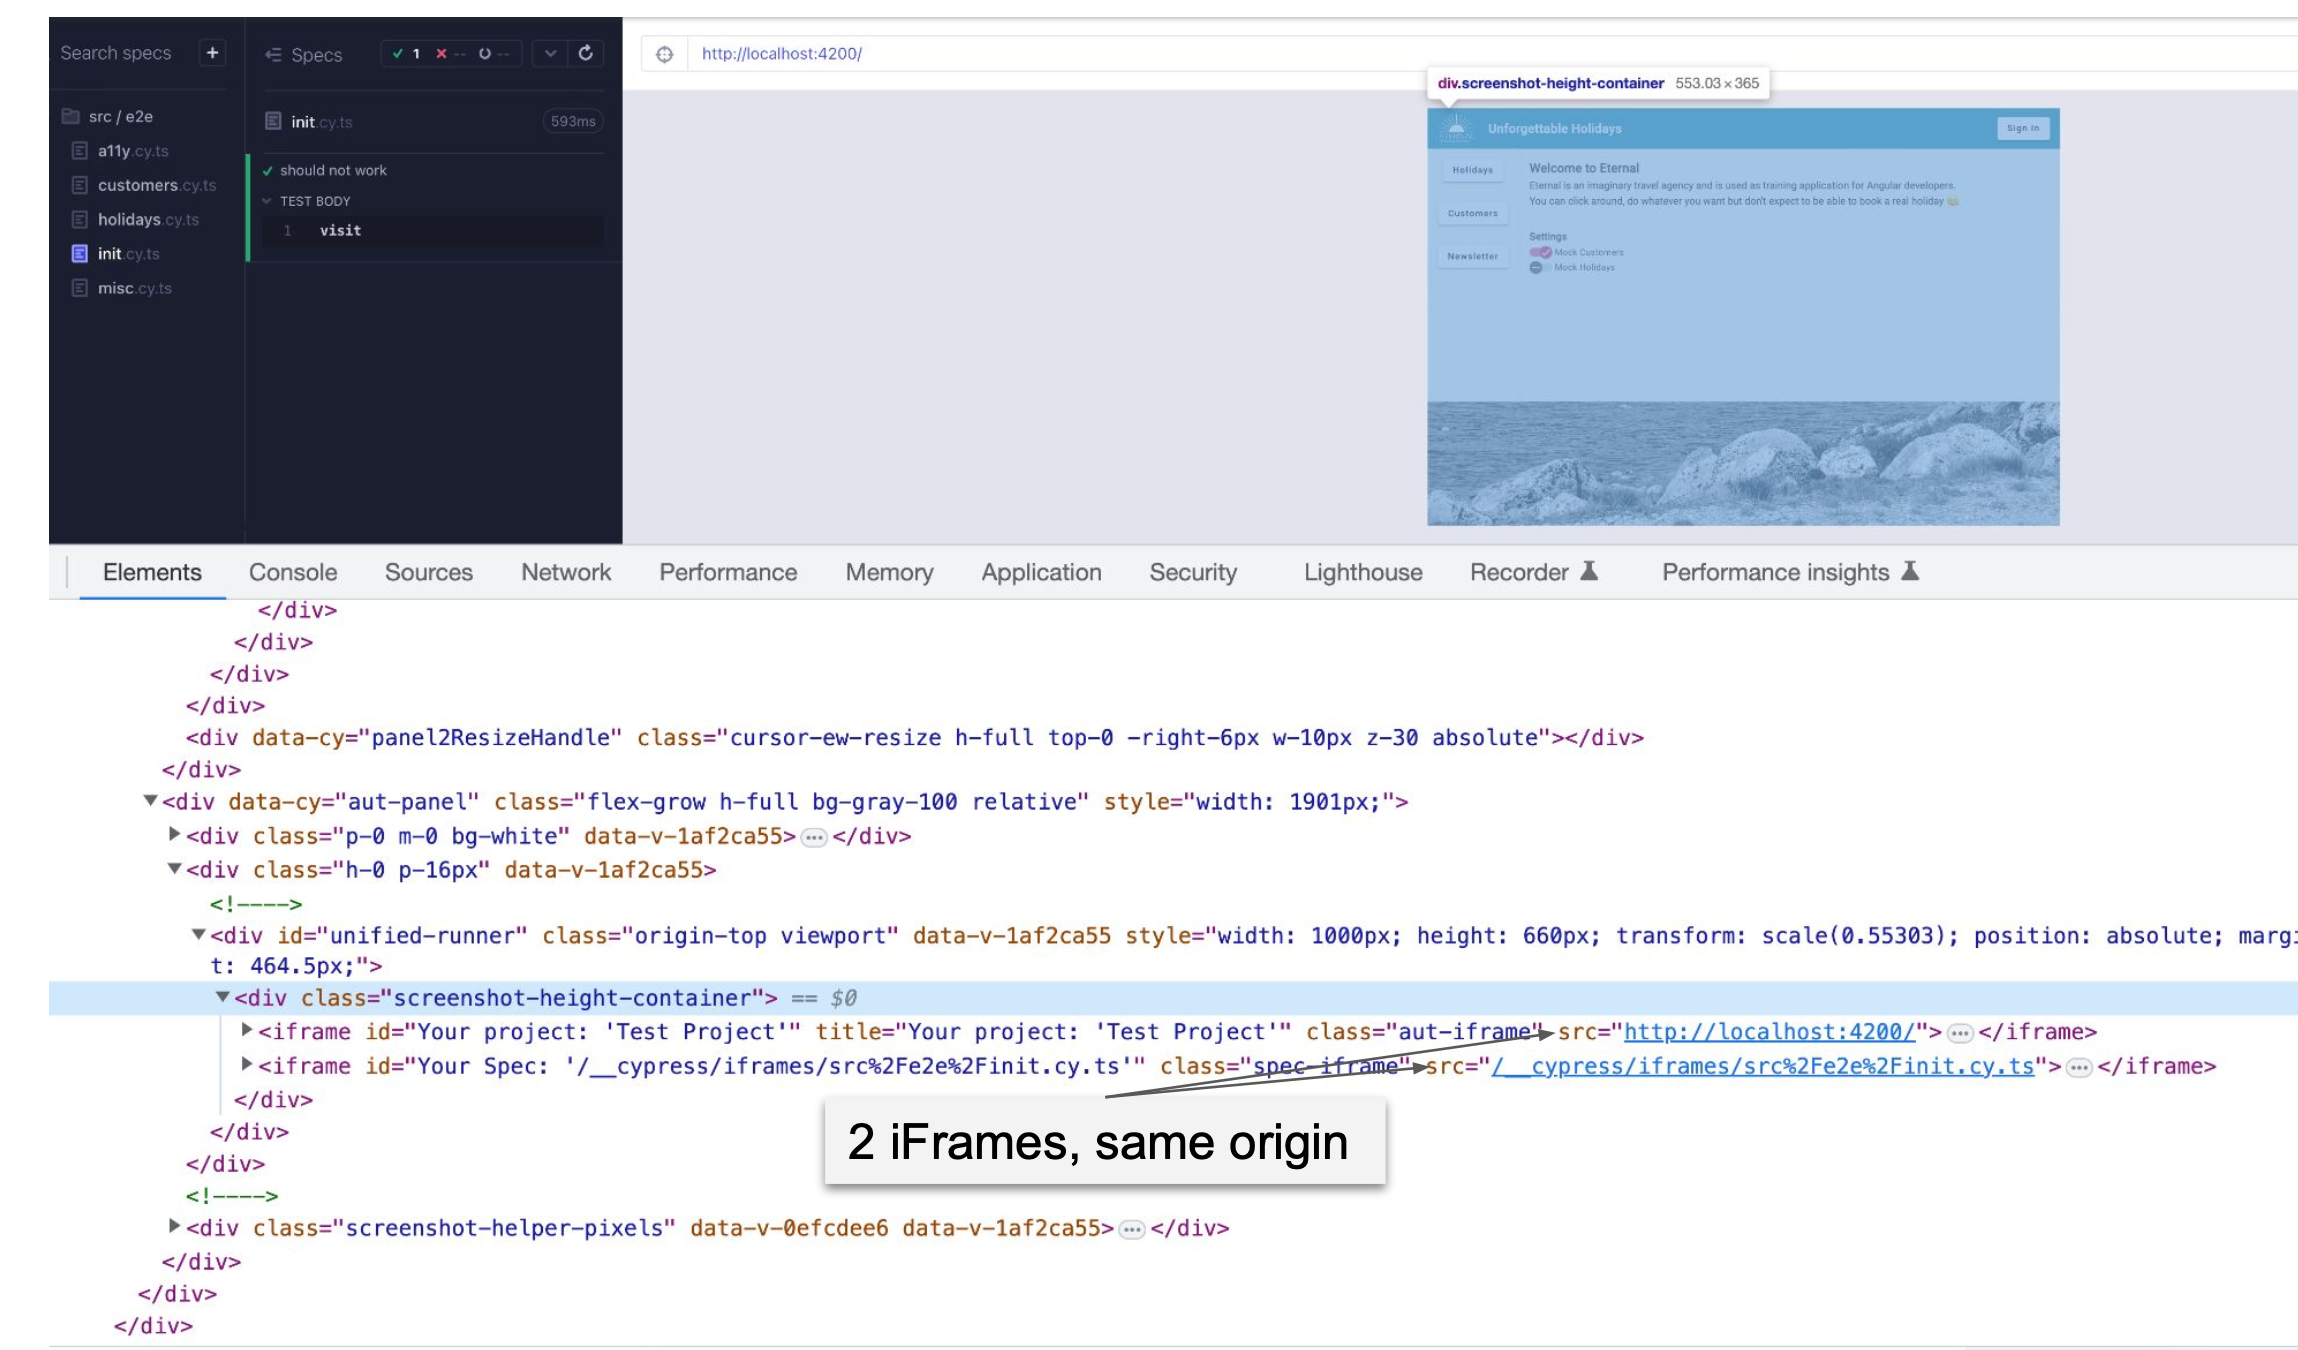 Search specs +
Specs
1 -- --
http://localhost:4200/
div.screenshot-height-container 553.03 × 365
src / e2e
a11y.cy.ts
customers.cy.ts
holidays.cy.ts
init.cy.ts
misc.cy.ts
init.cy.ts 593ms
should not work
TEST BODY
1 visit
ETERNAL
Unforgettable Holidays
Sign In
Holidays
Customers
Newsletter
Welcome to Eternal
Eternal is an imaginary travel agency and is used as training application for Angular developers.
You can click around, do whatever you want but don't expect to be able to book a real holiday
Settings
Mock Customers
Mock Holidays
Elements Console Sources Network Performance Memory Application Security Lighthouse Recorder Performance insights
</div>
</div>
</div>
</div>
<div data-cy="panel2ResizeHandle" class="cursor-ew-resize h-full top-0 -right-6px w-10px z-30 absolute"></div>
</div>
▼<div data-cy="aut-panel" class="flex-grow h-full bg-gray-100 relative" style="width: 1901px;">
▶<div class="p-0 m-0 bg-white" data-v-1af2ca55>…</div>
▼<div class="h-0 p-16px" data-v-1af2ca55>
<!---->
▼<div id="unified-runner" class="origin-top viewport" data-v-1af2ca55 style="width: 1000px; height: 660px; transform: scale(0.55303); position: absolute; margi
t: 464.5px;">
▼<div class="screenshot-height-container"> == $0
▶<iframe id="Your project: 'Test Project'" title="Your project: 'Test Project'" class="aut-iframe" src="http://localhost:4200/">…</iframe>
▶<iframe id="Your Spec: '/__cypress/iframes/src%2Fe2e%2Finit.cy.ts'" class="spec-iframe" src="/__cypress/iframes/src%2Fe2e%2Finit.cy.ts">…</iframe>
</div>
2 iFrames, same origin
</div>
</div>
<!---->
▶<div class="screenshot-helper-pixels" data-v-0efcdee6 data-v-1af2ca55>…</div>
</div>
</div>
</div>